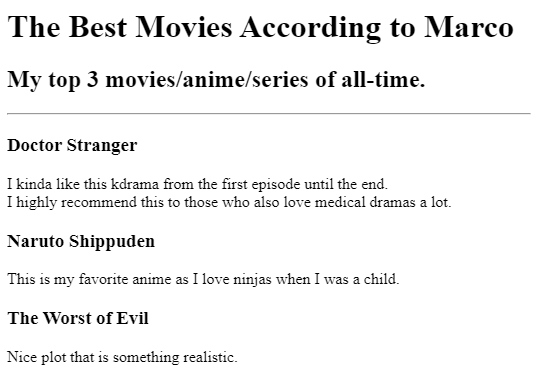 The Best Movies According to Marco
My top 3 movies/anime/series of all-time.
Doctor Stranger
I kinda like this kdrama from the first episode until the end.
I highly recommend this to those who also love medical dramas a lot.
Naruto Shippuden
This is my favorite anime as I love ninjas when I was a child.
The Worst of Evil
Nice plot that is something realistic.